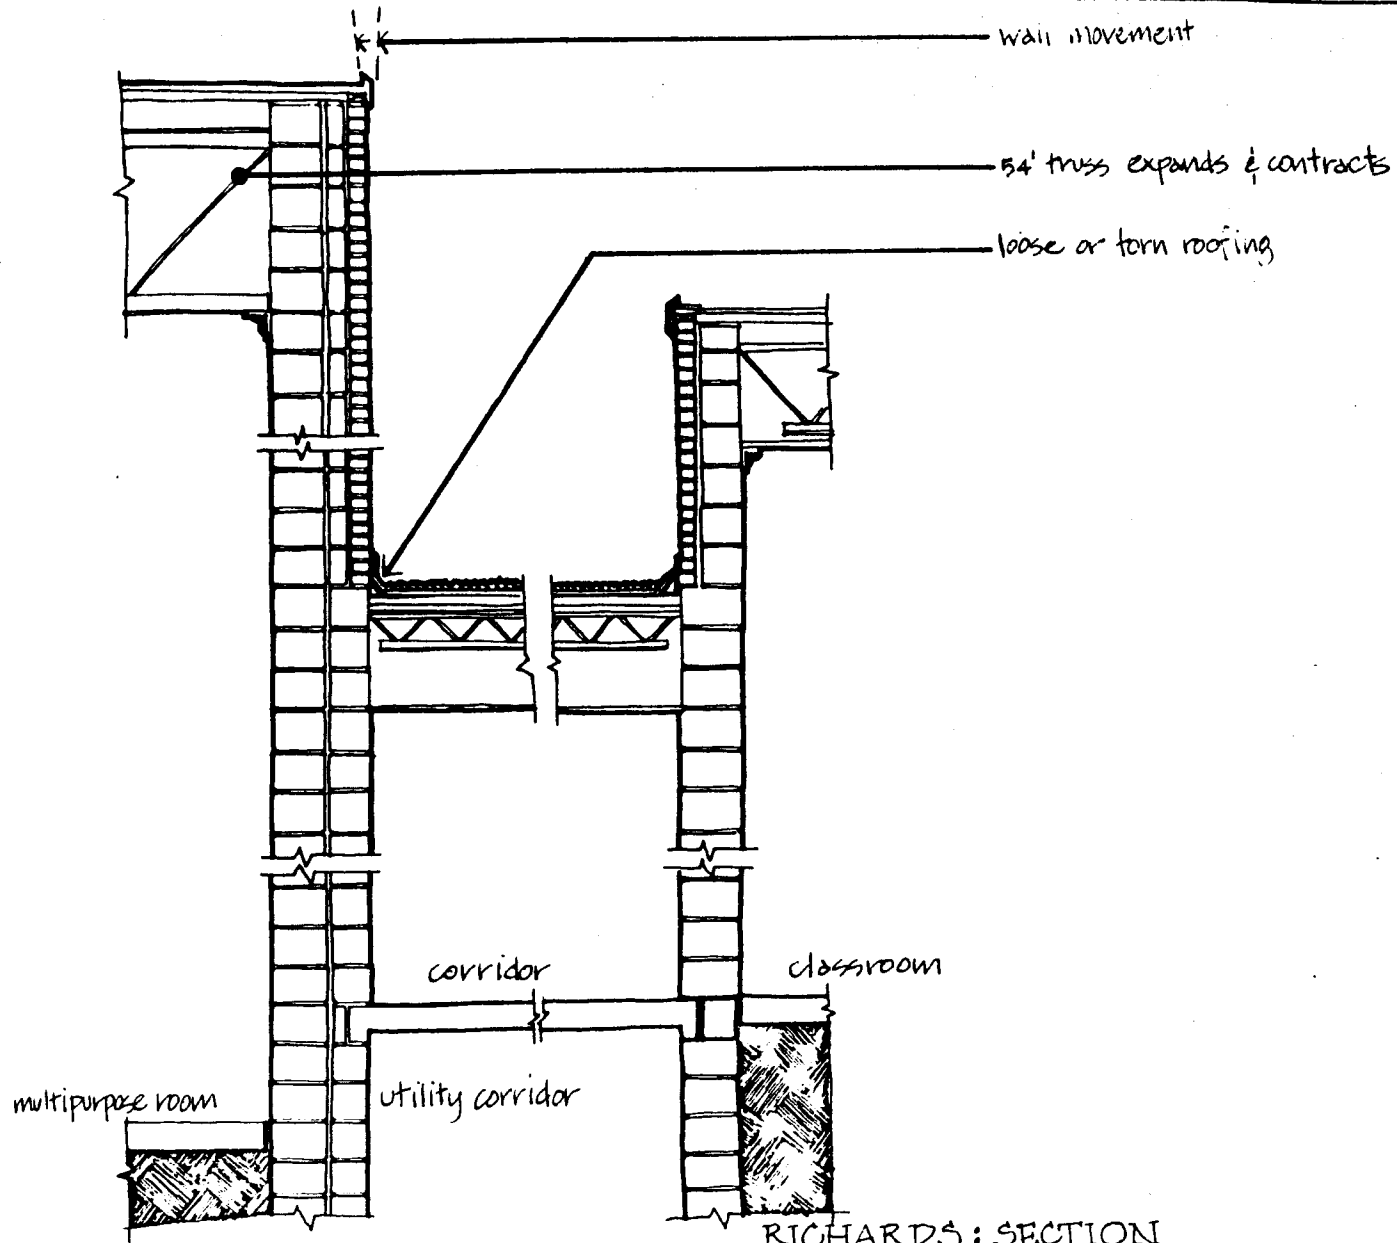 wall movement
54' truss expands & contracts
loose or torn roofing
corridor
classroom
multipurpose room
utility corridor
RICHARDS: SECTION